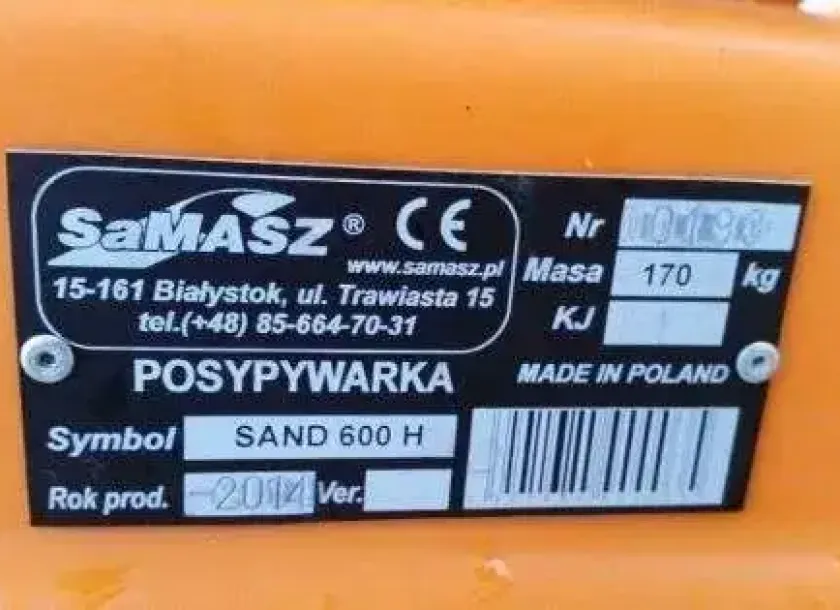 SaMASZ ® CE
www.samasz.pl
15-161 Białystok, ul. Trawiasta 15
tel.(+48) 85-664-70-31
Nr
Masa 170 kg
KJ
POSYPYWARKA
MADE IN POLAND
Symbol SAND 600 H
Rok prod. -2014 Ver.